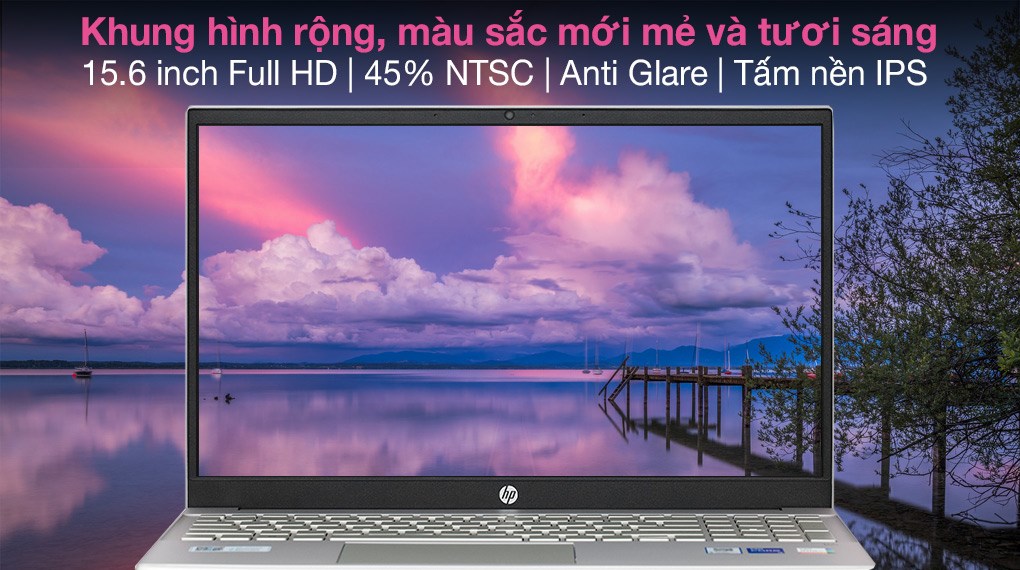 Khung hình rộng, màu sắc mới mẻ và tươi sáng
15.6 inch Full HD | 45% NTSC | Anti Glare | Tấm nền IPS
hp